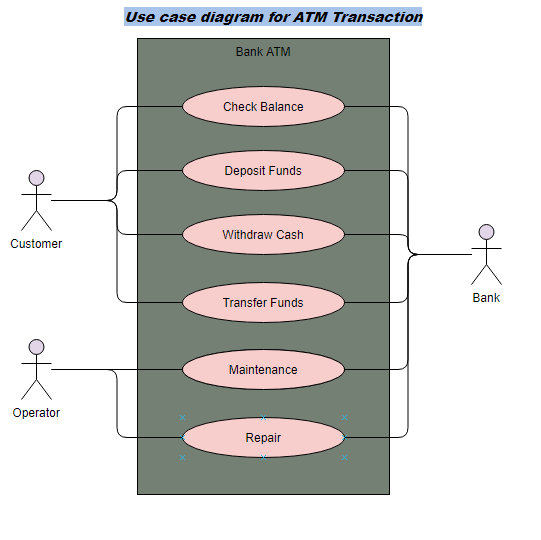 Use case diagram for ATM Transaction
Bank ATM
Check Balance
Deposit Funds
Customer
Withdraw Cash
Bank
Transfer Funds
Maintenance
Operator
Repair